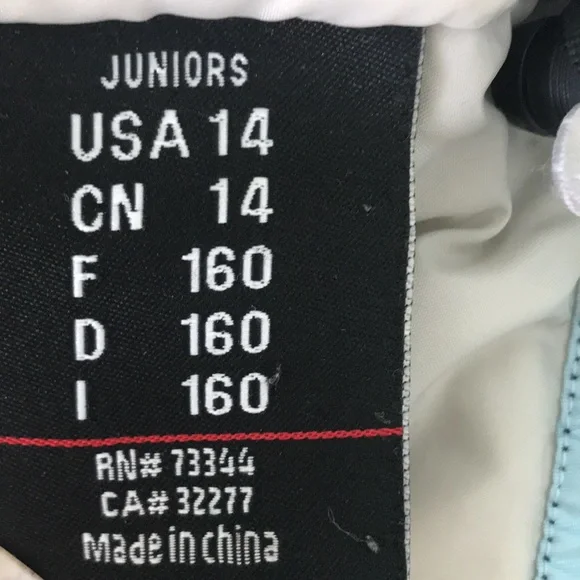 JUNIORS
USA 14
CN 14
F 160
D 160
I 160
RN# 73344
CA# 32277
Made in china